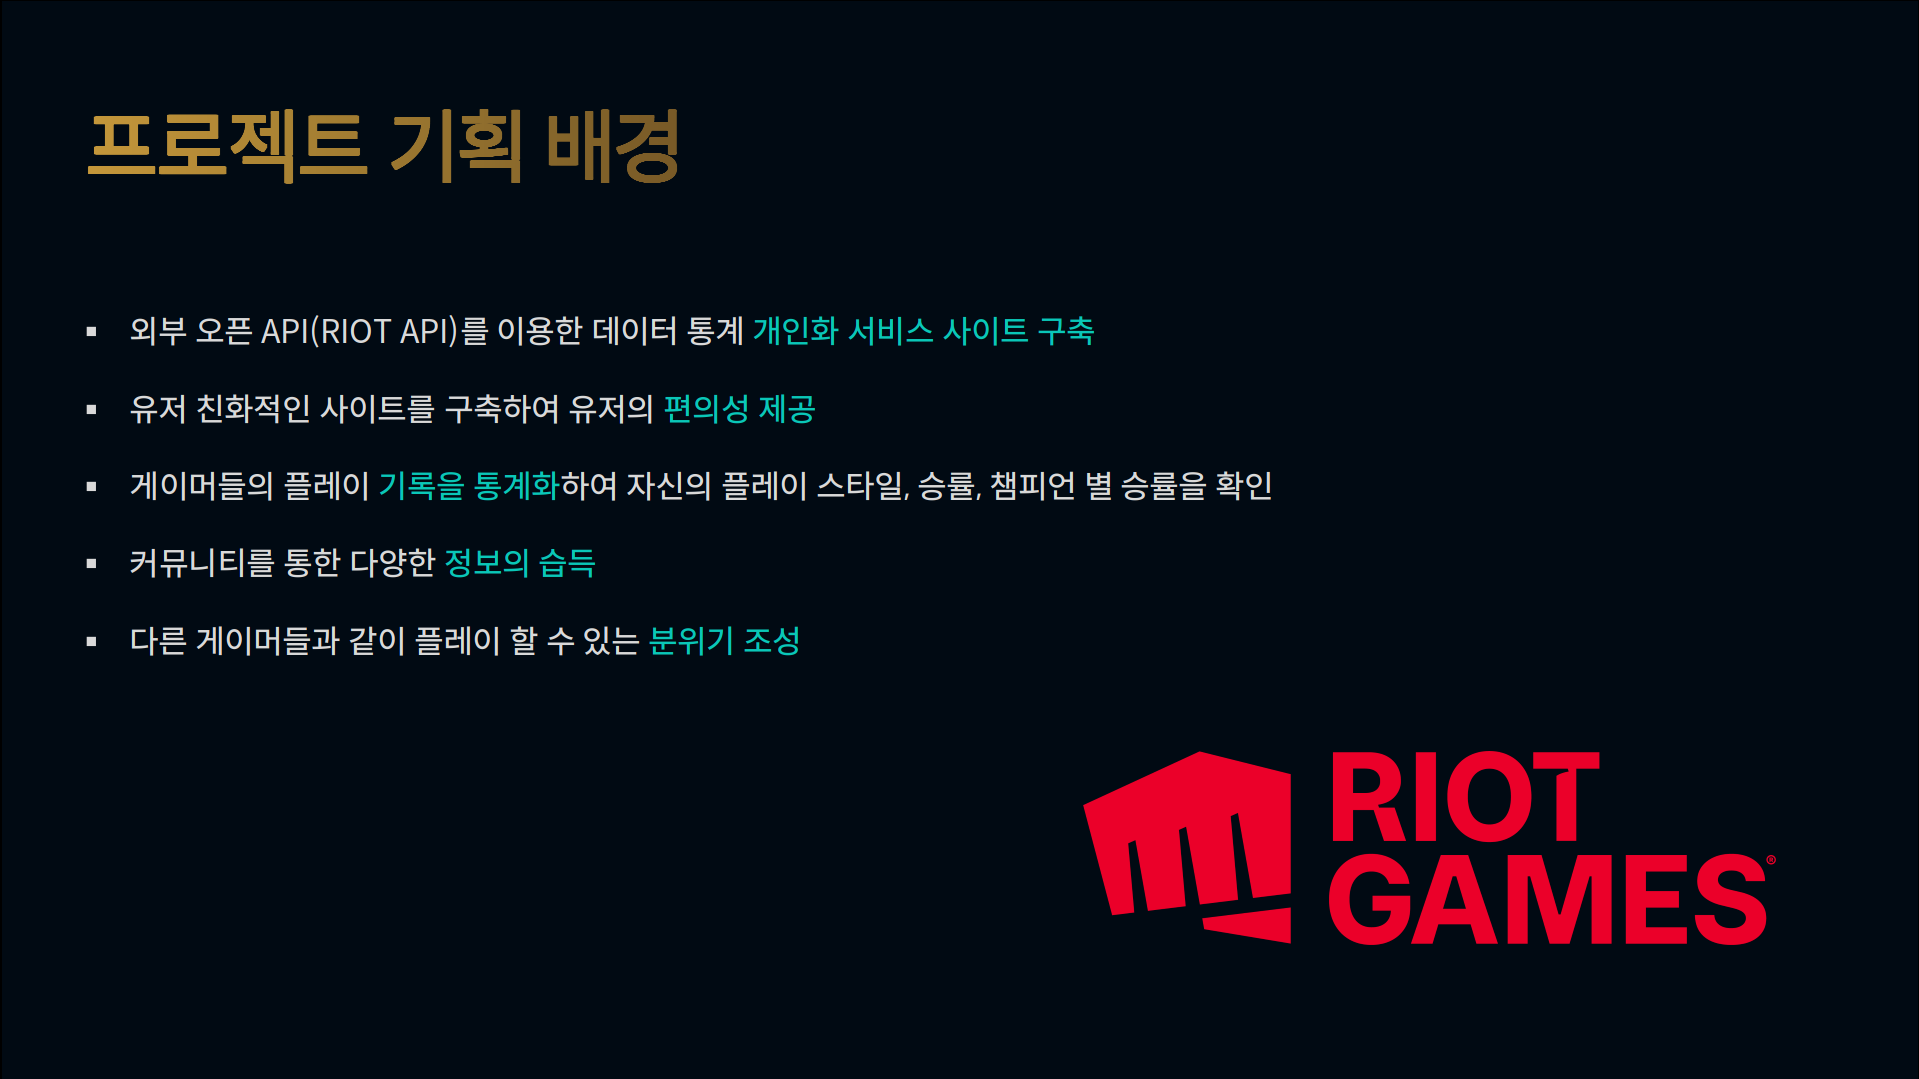 프로젝트 기획 배경
▪ 외부 오픈 API(RIOT API)를 이용한 데이터 통계 개인화 서비스 사이트 구축
▪ 유저 친화적인 사이트를 구축하여 유저의 편의성 제공
▪ 게이머들의 플레이 기록을 통계화하여 자신의 플레이 스타일, 승률, 챔피언 별 승률을 확인
▪ 커뮤니티를 통한 다양한 정보의 습득
▪ 다른 게이머들과 같이 플레이 할 수 있는 분위기 조성
RIOT
GAMES®